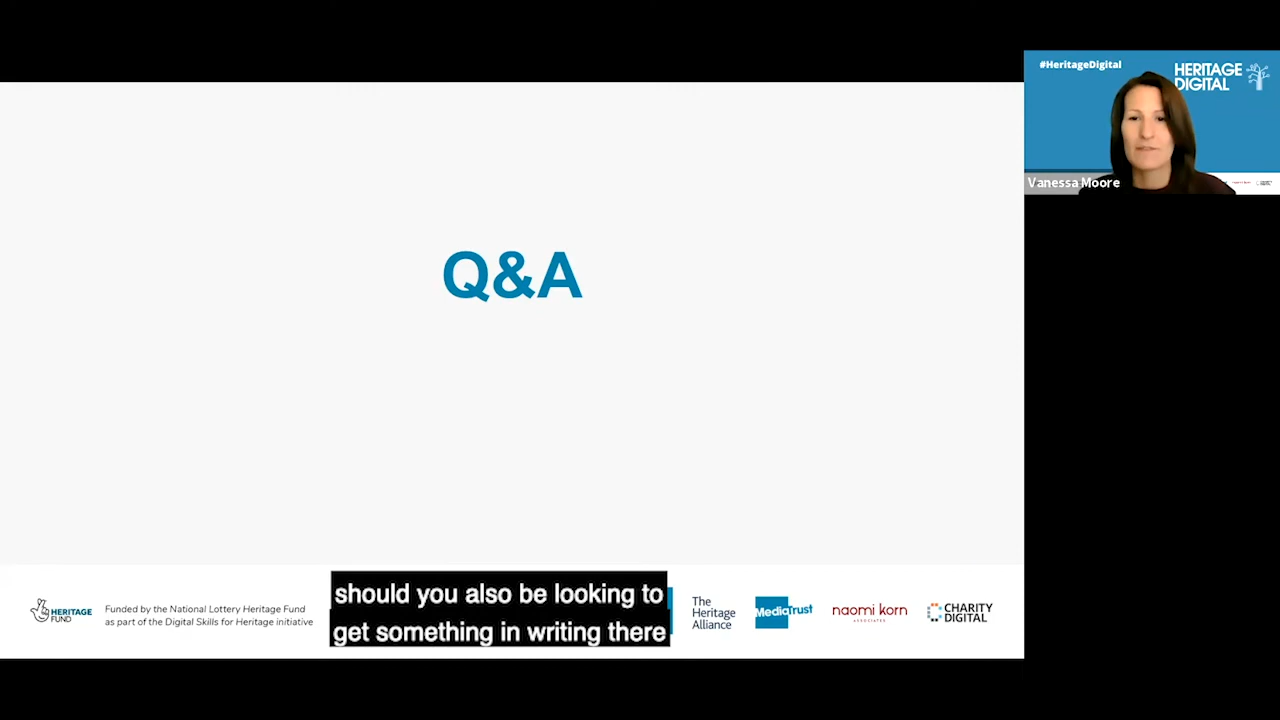 #HeritageDigital
HERITAGE
DIGITAL
Vanessa Moore
Q&A
HERITAGE
FUND
Funded by the National Lottery Heritage Fund
as part of the Digital Skills for Heritage initiative
should you also be looking to
get something in writing there
The
Heritage
Alliance
MediaTrust
naomi korn
ASSOCIATES
CHARITY
DIGITAL